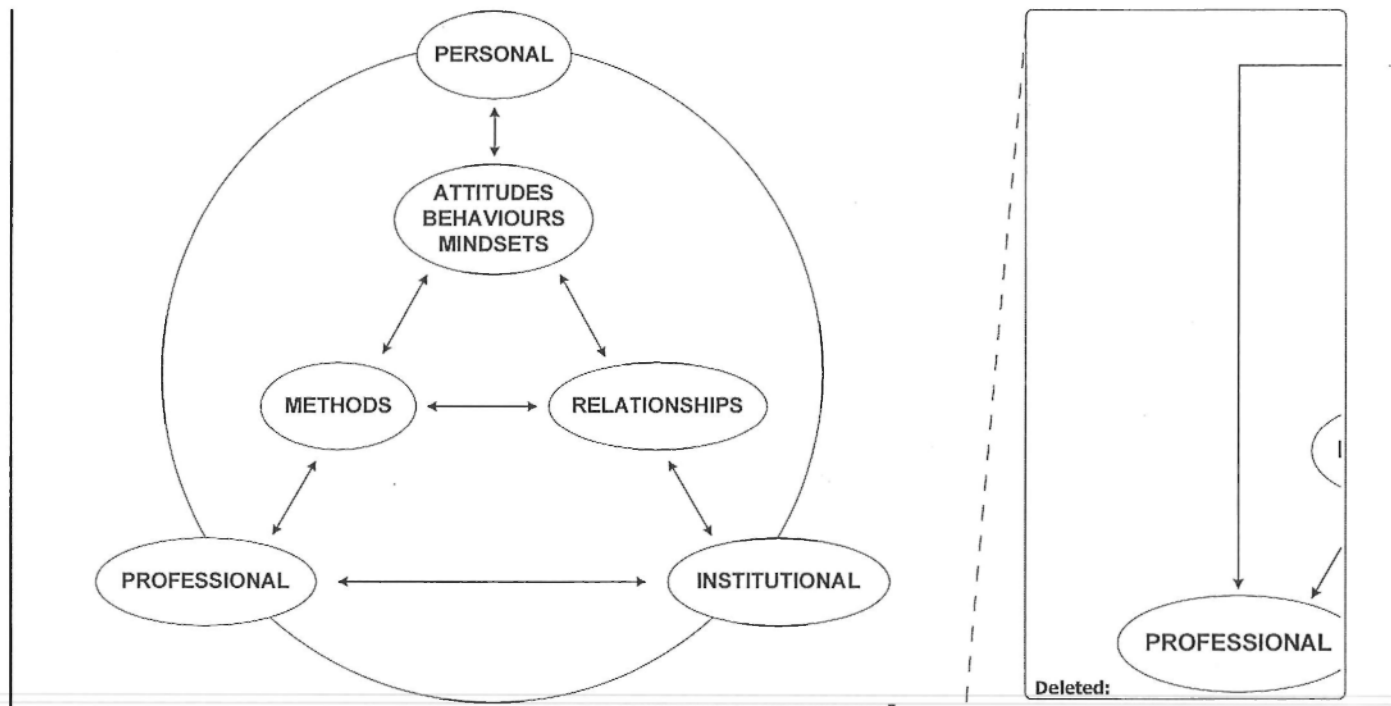 PERSONAL
ATTITUDES
BEHAVIOURS
MINDSETS
METHODS
RELATIONSHIPS
PROFESSIONAL
INSTITUTIONAL
PROFESSIONAL
Deleted: